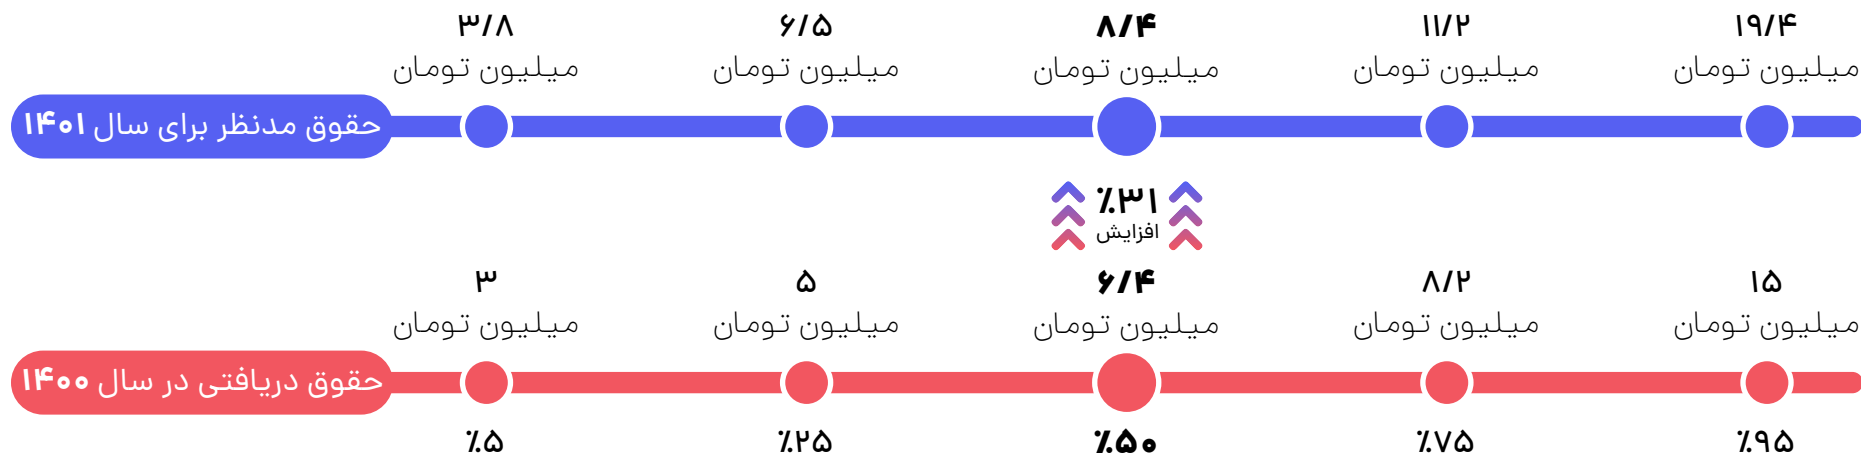 ۳/۸
میلیون تومان
۶/۵
میلیون تومان
۸/۴
میلیون تومان
۱۱/۲
میلیون تومان
۱۹/۴
میلیون تومان
حقوق مدنظر برای سال ۱۴۰۱
٪۳۱
افزایش
۳
میلیون تومان
۵
میلیون تومان
۶/۴
میلیون تومان
۸/۲
میلیون تومان
۱۵
میلیون تومان
حقوق دریافتی در سال ۱۴۰۰
٪۵
٪۲۵
٪۵۰
٪۷۵
٪۹۵